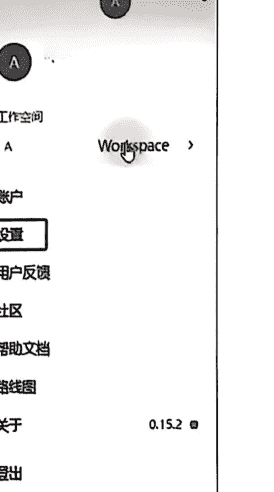 A
A
工作空间
A Workspace >
账户
设置
用户反馈
社区
帮助文档
路线图
关于 0.15.2
登出